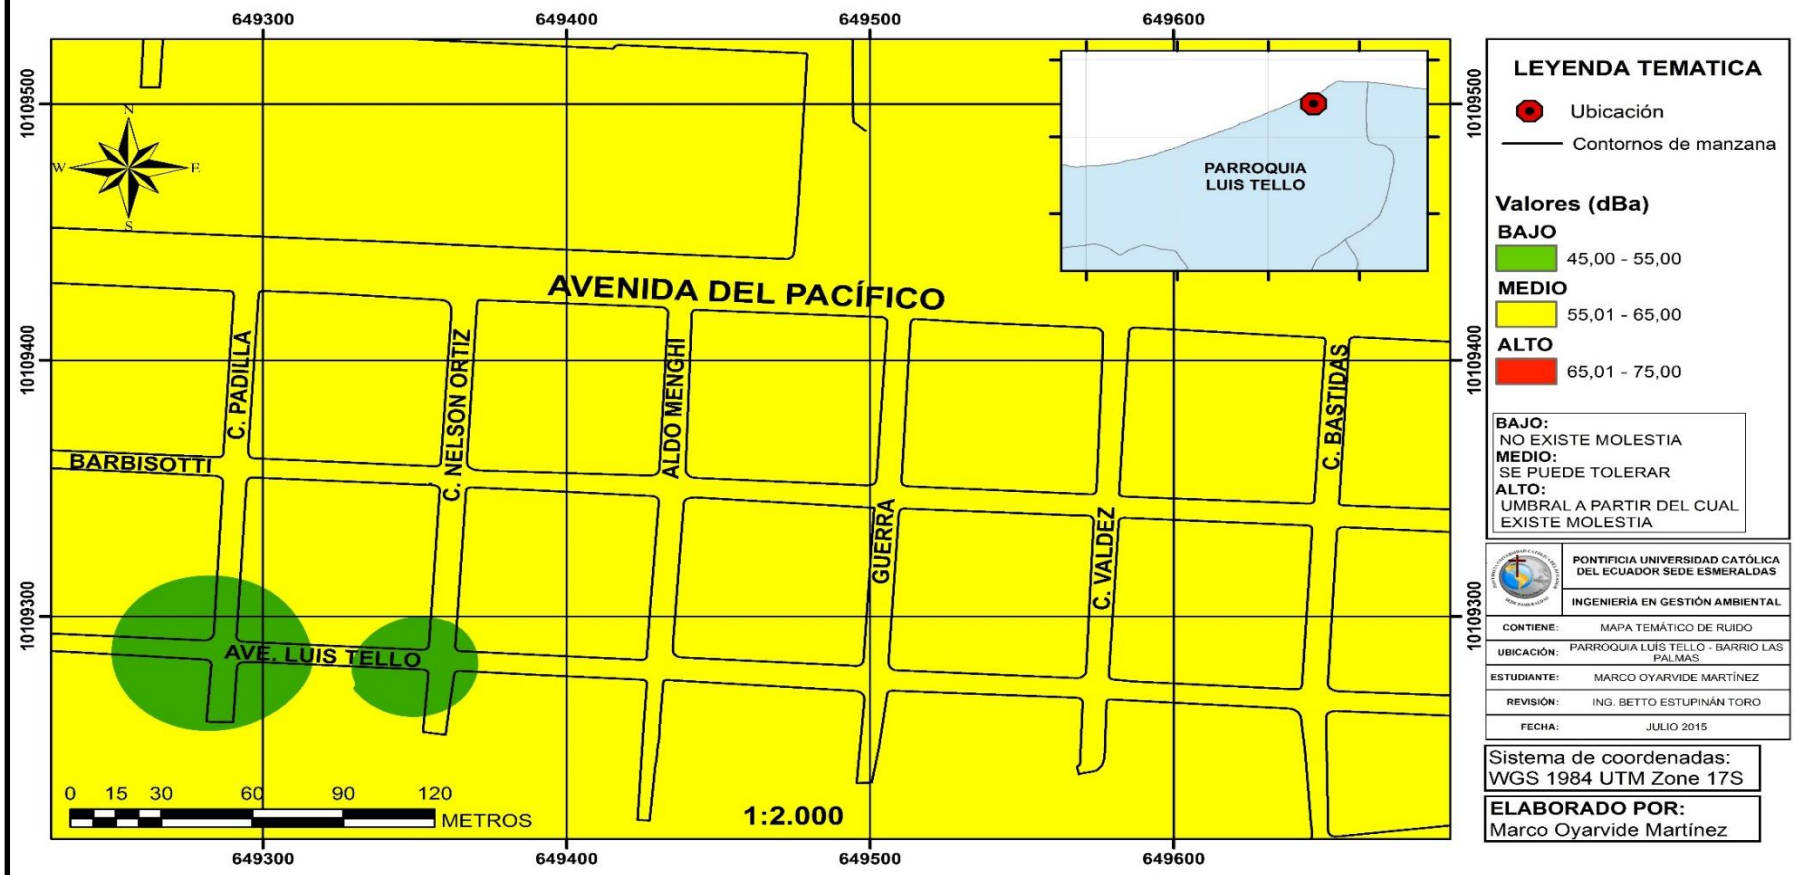 649300 649400 649500 649600
10109500
10109400
10109300
10109500
10109400
10109300
N
W E
S
PARROQUIA
LUIS TELLO
AVENIDA DEL PACÍFICO
C. PADILLA
C. NELSON ORTIZ
ALDO MENGHI
C. BASTIDAS
BARBISOTTI
GUERRA
C. VALDEZ
AVE. LUIS TELLO
0 15 30 60 90 120
METROS
1:2.000
649300 649400 649500 649600
LEYENDA TEMATICA
Ubicación
Contornos de manzana
Valores (dBa)
BAJO
45,00 - 55,00
MEDIO
55,01 - 65,00
ALTO
65,01 - 75,00
BAJO:
NO EXISTE MOLESTIA
MEDIO:
SE PUEDE TOLERAR
ALTO:
UMBRAL A PARTIR DEL CUAL
EXISTE MOLESTIA
PONTIFICIA UNIVERSIDAD CATÓLICA
DEL ECUADOR SEDE ESMERALDAS
INGENIERÍA EN GESTIÓN AMBIENTAL
CONTIENE: MAPA TEMÁTICO DE RUIDO
UBICACIÓN: PARROQUIA LUÍS TELLO - BARRIO LAS
PALMAS
ESTUDIANTE: MARCO OYARVIDE MARTÍNEZ
REVISIÓN: ING. BETTO ESTUPIÑÁN TORO
FECHA: JULIO 2015
Sistema de coordenadas:
WGS 1984 UTM Zone 17S
ELABORADO POR:
Marco Oyarvide Martínez